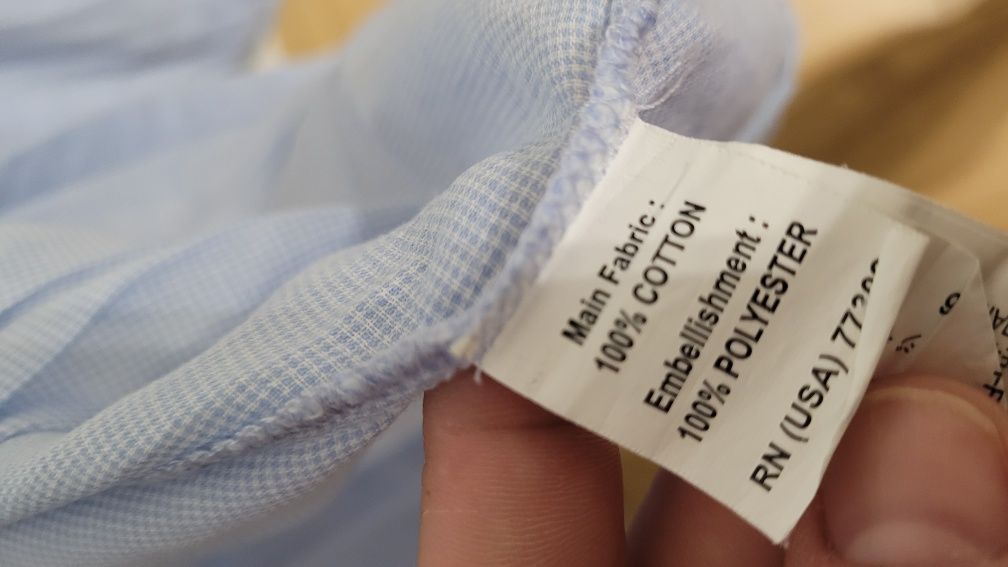 Main Fabric :
100% COTTON
Embellishment :
100% POLYESTER
RN (USA)